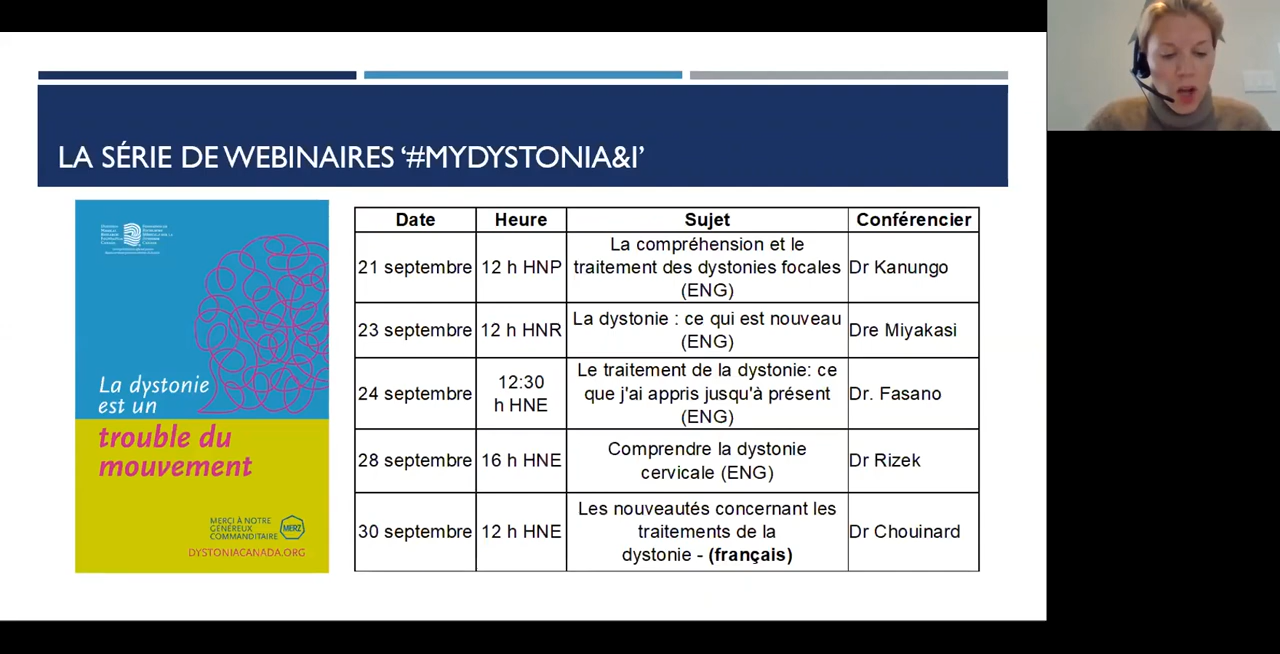 LA SÉRIE DE WEBINAIRES ‘#MYDYSTONIA&I’
La dystonie
est un
trouble du
mouvement
MERCI À NOTRE
GÉNÉREUX
COMMANDITAIRE
MERZ
DYSTONIACANADA.ORG
Date Heure Sujet Conférencier
21 septembre 12 h HNP La compréhension et le
traitement des dystonies focales
(ENG) Dr Kanungo
23 septembre 12 h HNR La dystonie : ce qui est nouveau
(ENG) Dre Miyakasi
24 septembre 12:30
h HNE Le traitement de la dystonie: ce
que j'ai appris jusqu'à présent
(ENG) Dr. Fasano
28 septembre 16 h HNE Comprendre la dystonie
cervicale (ENG) Dr Rizek
30 septembre 12 h HNE Les nouveautés concernant les
traitements de la
dystonie - (français) Dr Chouinard